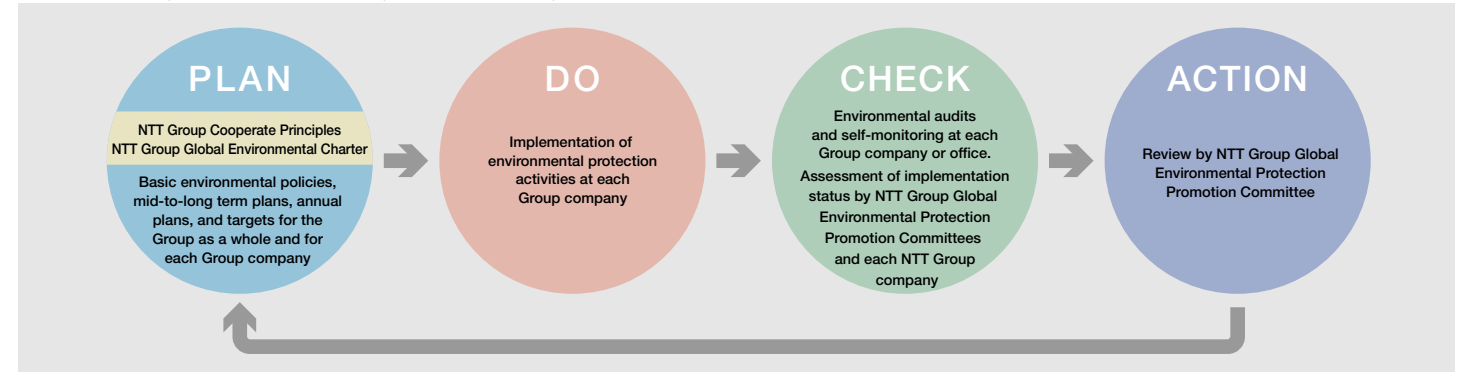 PLAN
NTT Group Cooperate Principles
NTT Group Global Environmental Charter
Basic environmental policies,
mid-to-long term plans, annual
plans, and targets for the
Group as a whole and for
each Group company
DO
Implementation of
environmental protection
activities at each
Group company
CHECK
Environmental audits
and self-monitoring at each
Group company or office.
Assessment of implementation
status by NTT Group Global
Environmental Protection
Promotion Committees
and each NTT Group
company
ACTION
Review by NTT Group Global
Environmental Protection
Promotion Committee